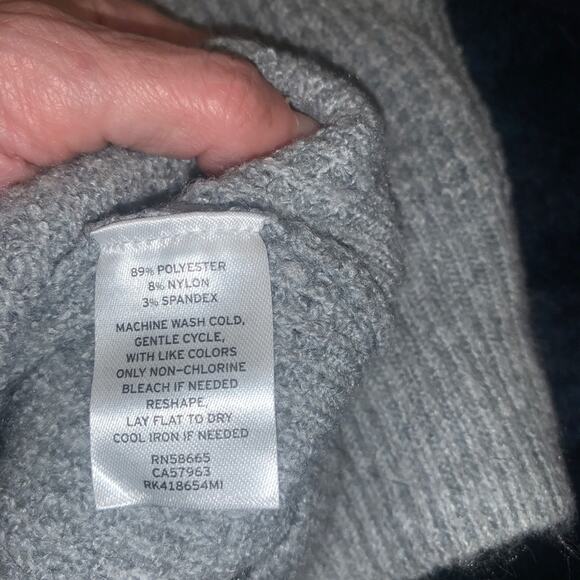 89% POLYESTER
8% NYLON
3% SPANDEX
MACHINE WASH COLD,
GENTLE CYCLE,
WITH LIKE COLORS
ONLY NON-CHLORINE
BLEACH IF NEEDED
RESHAPE,
LAY FLAT TO DRY
COOL IRON IF NEEDED
RN58665
CA57963
RK418654MI